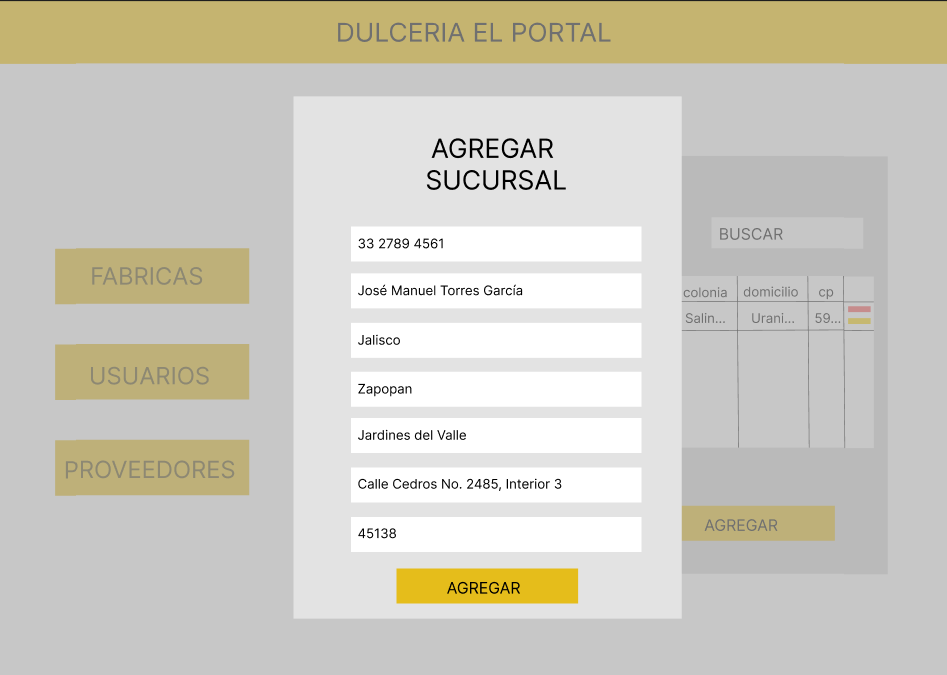 DULCERIA EL PORTAL
AGREGAR
SUCURSAL
33 2789 4561
José Manuel Torres García
Jalisco
Zapopan
Jardines del Valle
Calle Cedros No. 2485, Interior 3
45138
AGREGAR
FABRICAS
USUARIOS
PROVEEDORES
BUSCAR
colonia domicilio cp
Salin... Urani... 59...
AGREGAR